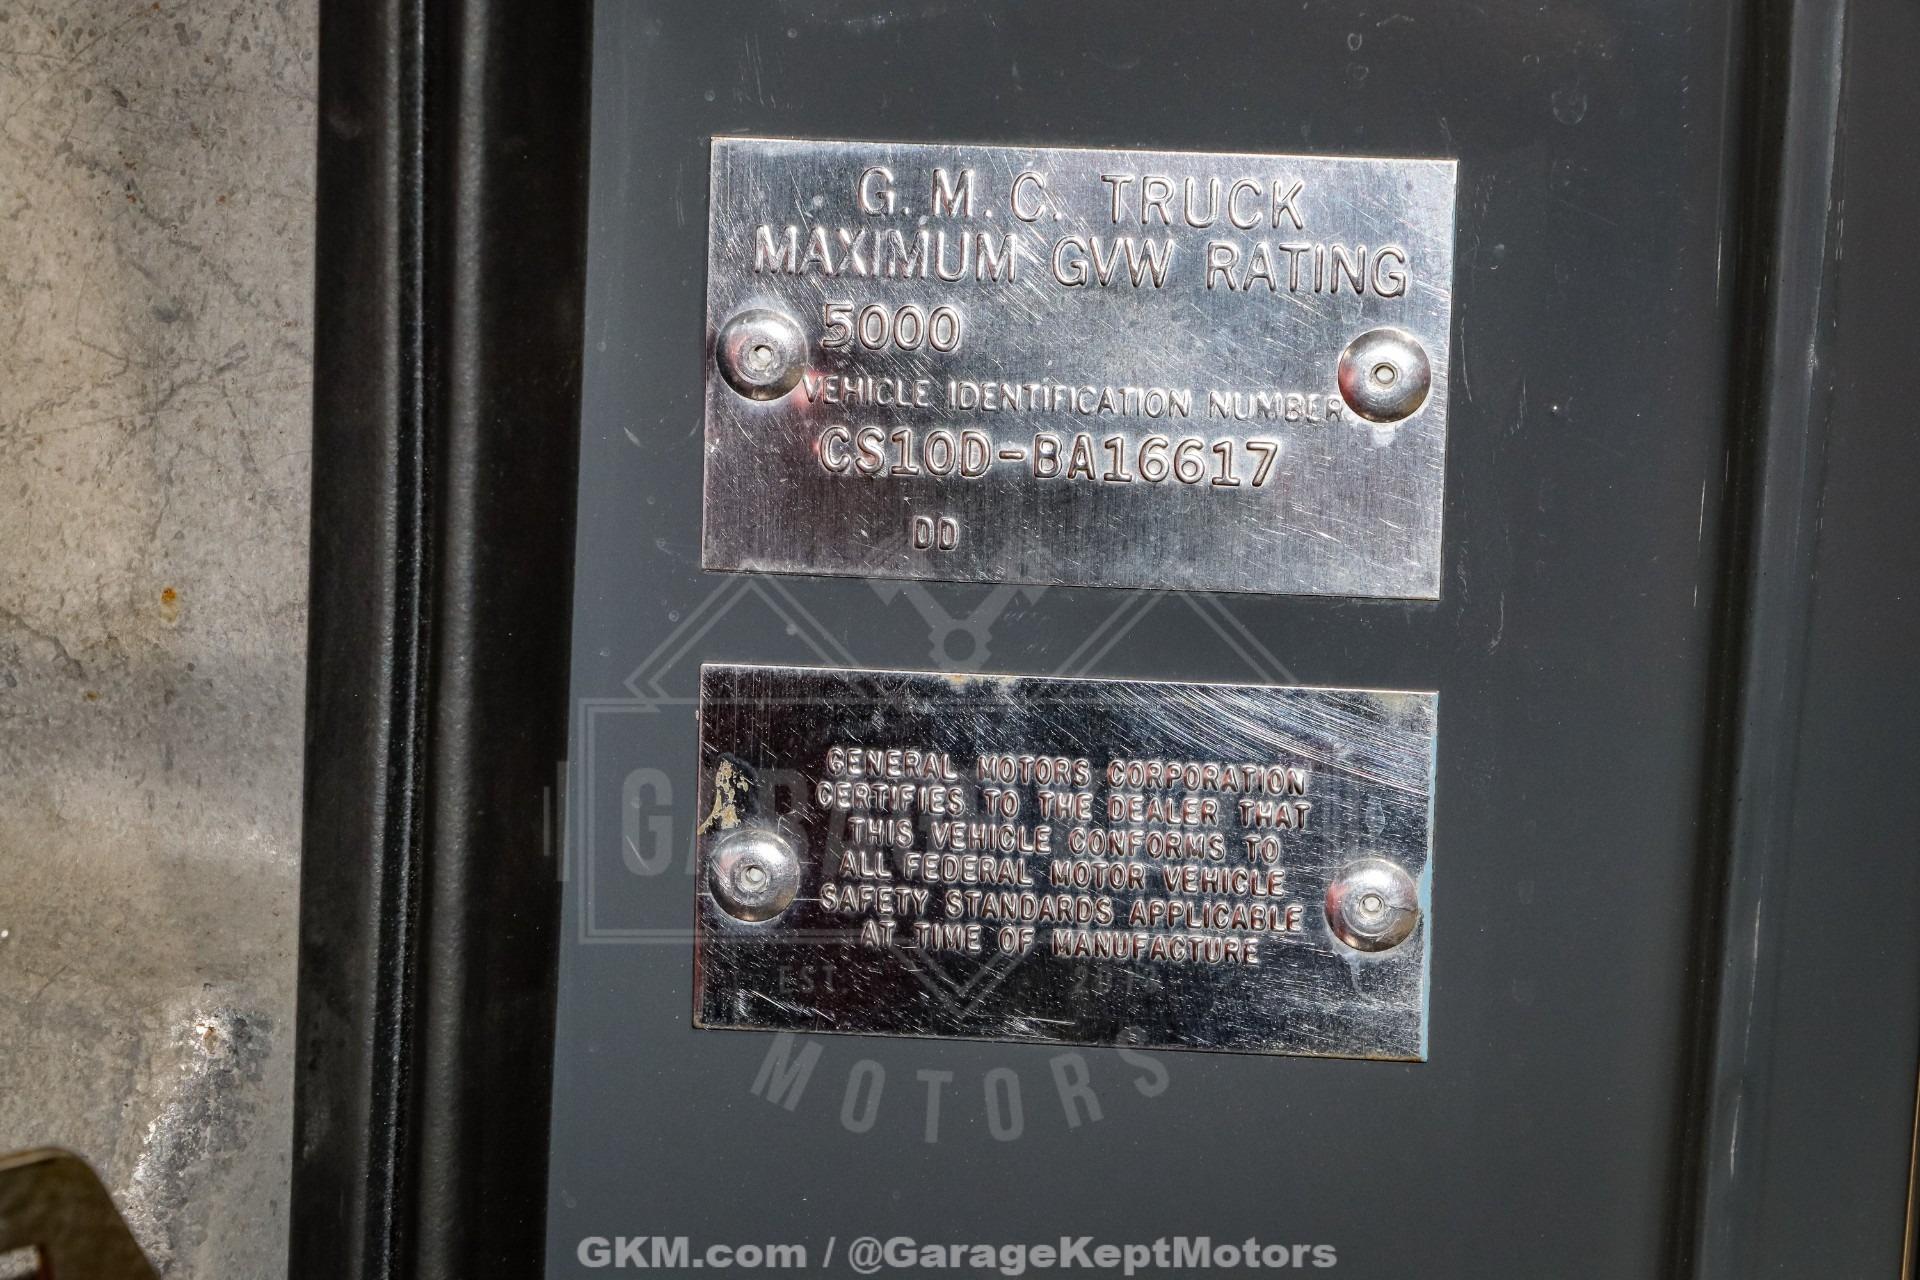 G. M. C. TRUCK
MAXIMUM GVW RATING
5000
VEHICLE IDENTIFICATION NUMBER
CS10D-BA16617
DD
GENERAL MOTORS CORPORATION
CERTIFIES TO THE DEALER THAT
THIS VEHICLE CONFORMS TO
ALL FEDERAL MOTOR VEHICLE
SAFETY STANDARDS APPLICABLE
AT TIME OF MANUFACTURE
EST.
MOTORS
GKM.com / @GarageKeptMotors